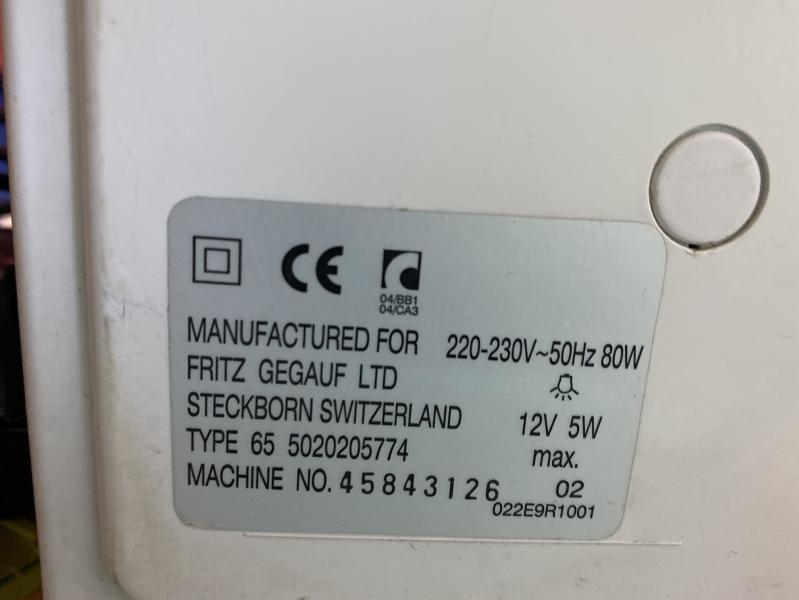 CE
04/BB1
04/CA3
MANUFACTURED FOR
FRITZ GEGAUF LTD
STECKBORN SWITZERLAND
TYPE 65 5020205774
MACHINE NO. 45843126
220-230V~50Hz 80W
12V 5W
max.
02
022E9R1001